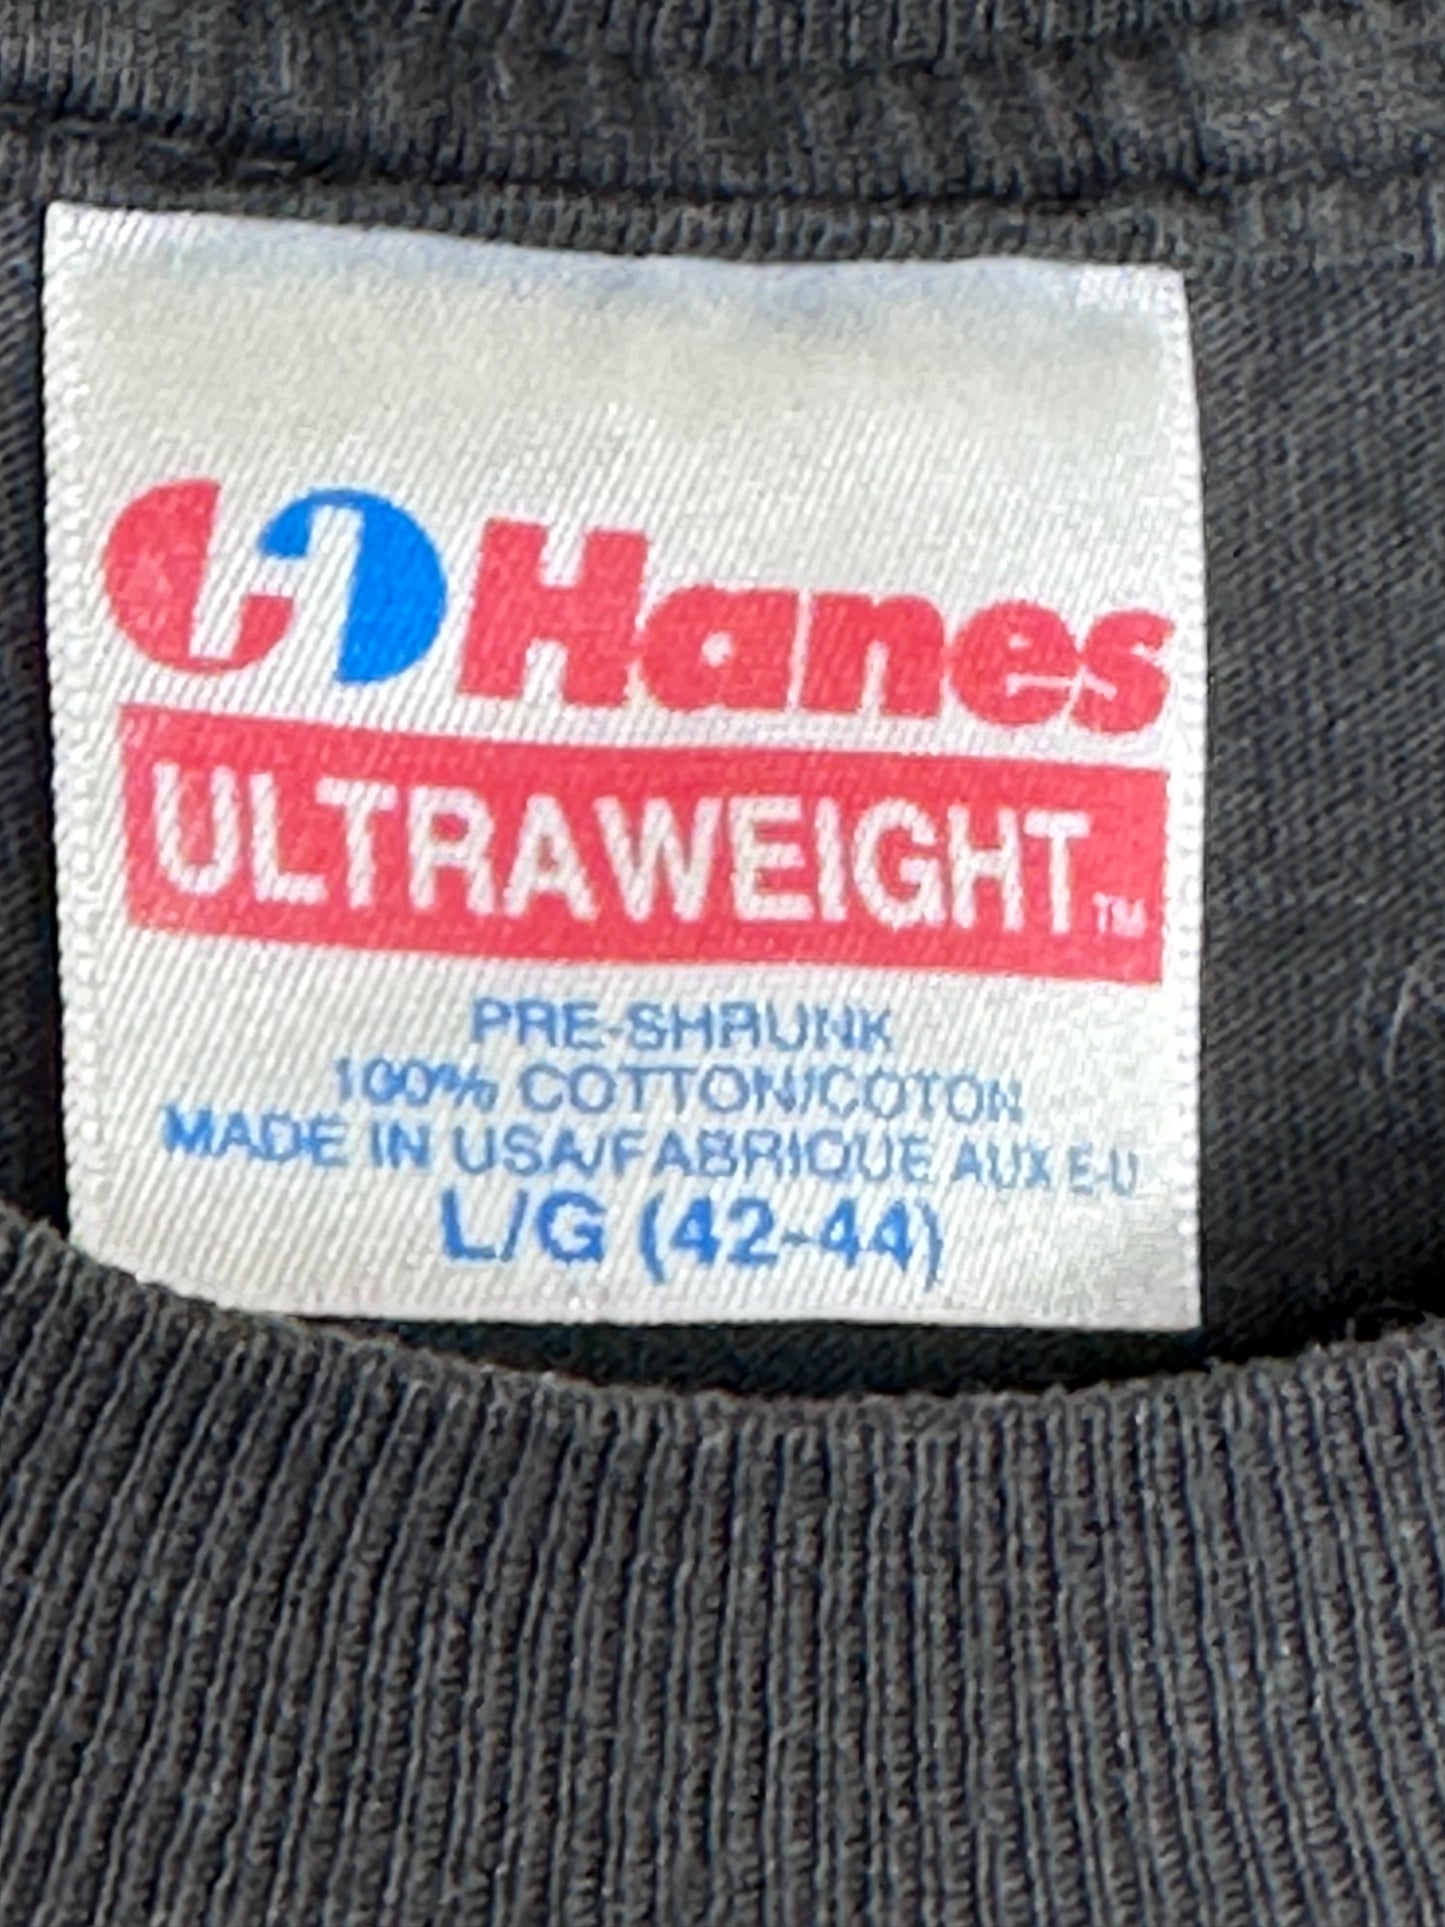 Hanes
ULTRAWEIGHT™
PRE-SHRUNK
100% COTTON/COTON
MADE IN USA/FABRIQUE AUX E-U
L/G (42-44)